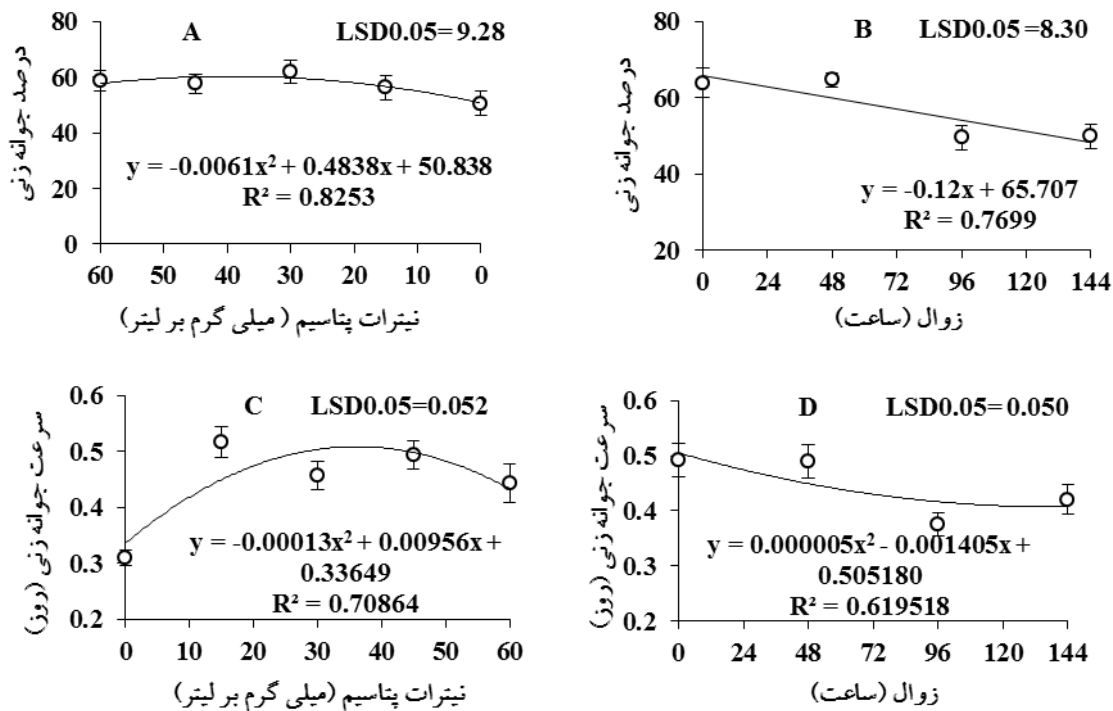 A LSD0.05= 9.28
درصد جوانه زنی
80
60
40
20
0
y = -0.0061x² + 0.4838x + 50.838
R² = 0.8253
60 50 40 30 20 10 0
نیترات پتاسیم ( میلی گرم بر لیتر)
B LSD0.05 =8.30
درصد جوانه زنی
80
60
40
20
y = -0.12x + 65.707
R² = 0.7699
0 24 48 72 96 120 144
زوال (ساعت)
C LSD0.05=0.052
سرعت جوانه زنی (روز)
0.6
0.5
0.4
0.3
0.2
y = -0.00013x² + 0.00956x +
0.33649
R² = 0.70864
0 10 20 30 40 50 60
نیترات پتاسیم (میلی گرم بر لیتر)
D LSD0.05= 0.050
سرعت جوانه زنی (روز)
0.6
0.5
0.4
0.3
0.2
y = 0.000005x² - 0.001405x +
0.505180
R² = 0.619518
0 24 48 72 96 120 144
زوال (ساعت)